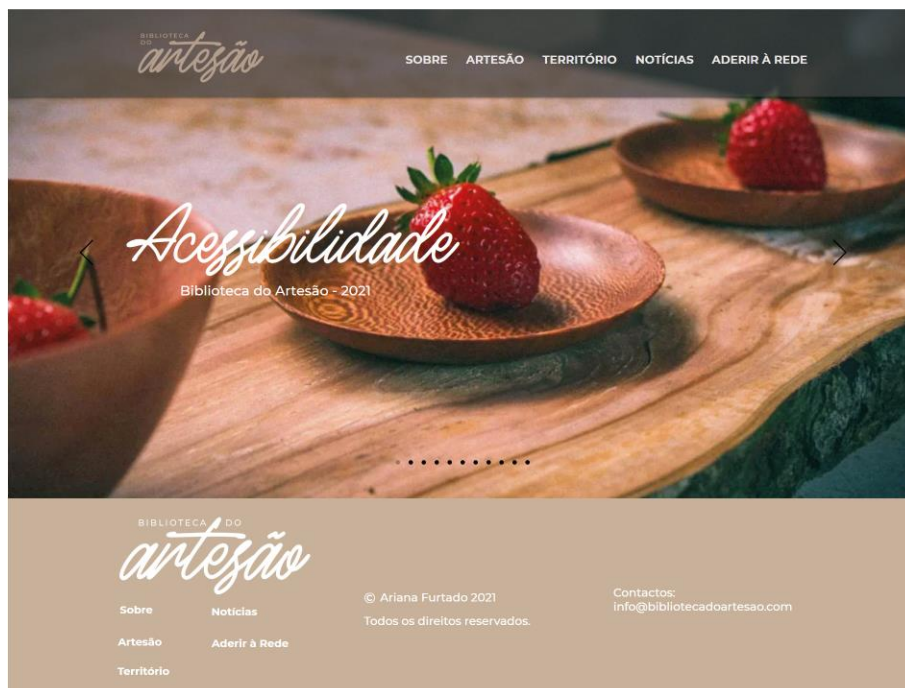 BIBLIOTECA
DO
artesão
SOBRE ARTESÃO TERRITÓRIO NOTÍCIAS ADERIR À REDE
Acessibilidade
Biblioteca do Artesão - 2021
BIBLIOTECA DO
artesão
Sobre
Artesão
Território
Notícias
Aderir à Rede
© Ariana Furtado 2021
Todos os direitos reservados.
Contactos:
info@bibliotecadoartesao.com